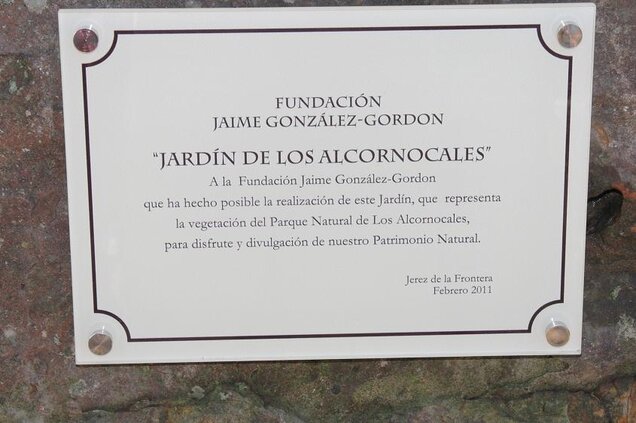 FUNDACIÓN
JAIME GONZÁLEZ-GORDON
“JARDÍN DE LOS ALCORNOCALES”
A la Fundación Jaime González-Gordon
que ha hecho posible la realización de este Jardín, que representa
la vegetación del Parque Natural de Los Alcornocales,
para disfrute y divulgación de nuestro Patrimonio Natural.
Jerez de la Frontera
Febrero 2011